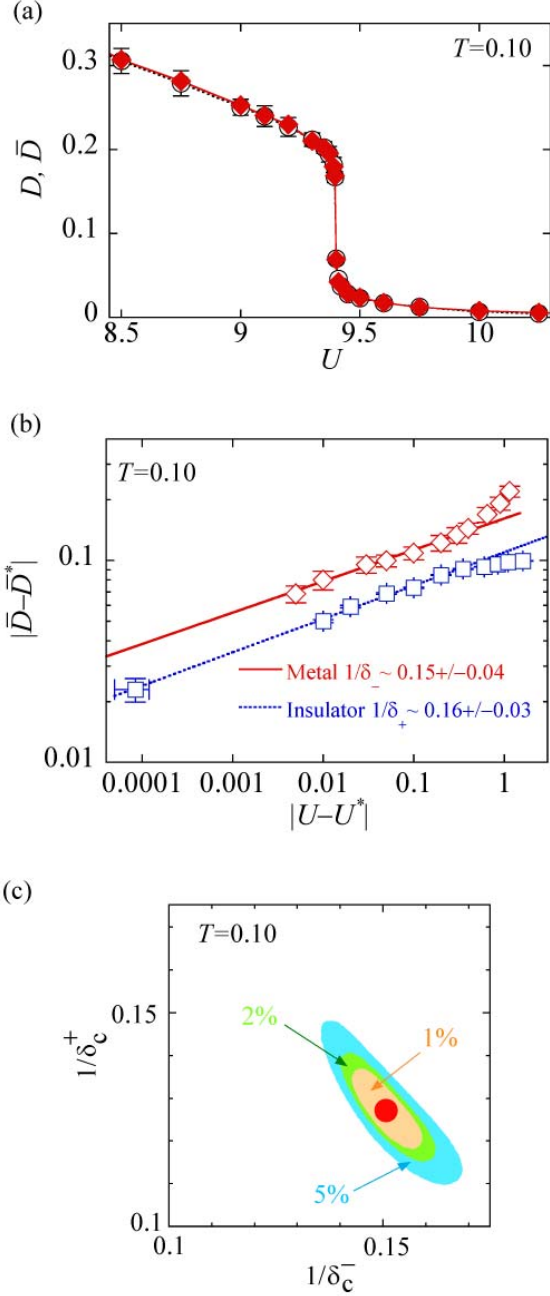 (a)
T=0.10
0.3
0.2
0.1
0
D, D̅
8.5 9 9.5 10
U
(b)
T=0.10
0.1
0.01
|D̅–D̅*|
Metal 1/δ_ ~ 0.15+/–0.04
Insulator 1/δ₊~ 0.16+/–0.03
0.0001 0.001 0.01 0.1 1
|U–U*|
(c)
T=0.10
0.15
0.1
1/δc+
2%
1%
5%
0.1 0.15
1/δc–